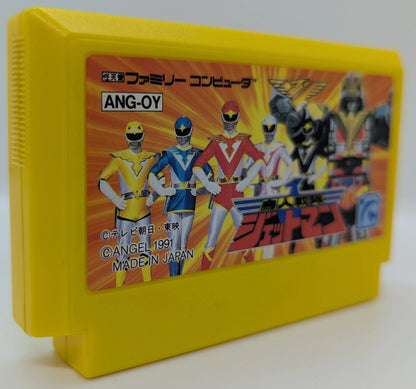 ファミリー コンピュータ
ANG-OY
ジェットマン
©テレビ朝日・東映
©ANGEL 1991
MADE IN JAPAN